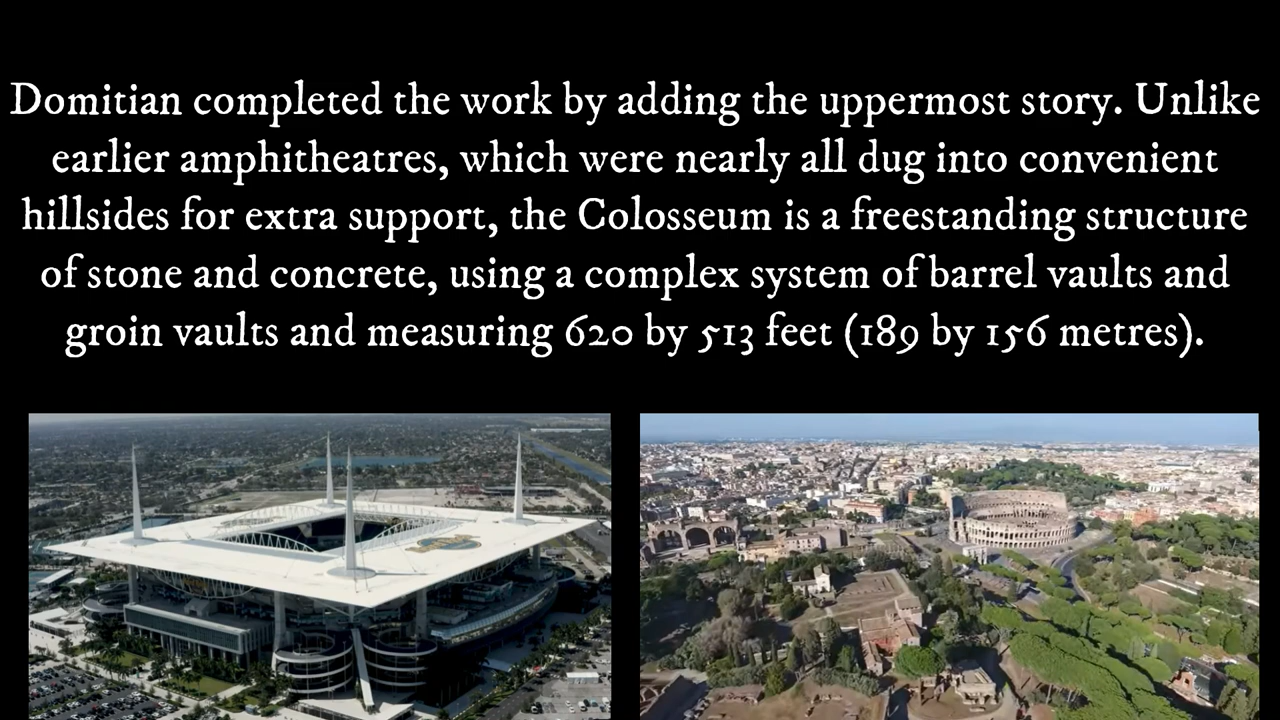 Domitian completed the work by adding the uppermost story. Unlike
earlier amphitheatres, which were nearly all dug into convenient
hillsides for extra support, the Colosseum is a freestanding structure
of stone and concrete, using a complex system of barrel vaults and
groin vaults and measuring 620 by 513 feet (189 by 156 metres).